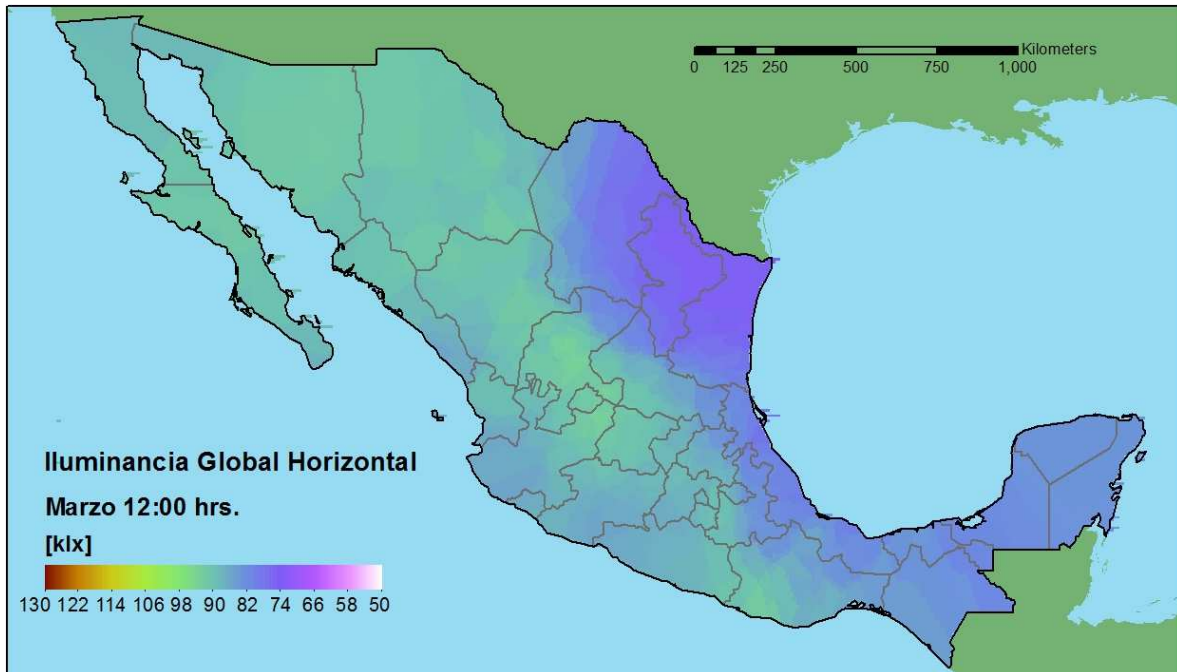 Kilometers
0 125 250 500 750 1,000
Iluminancia Global Horizontal
Marzo 12:00 hrs.
[klx]
130 122 114 106 98 90 82 74 66 58 50